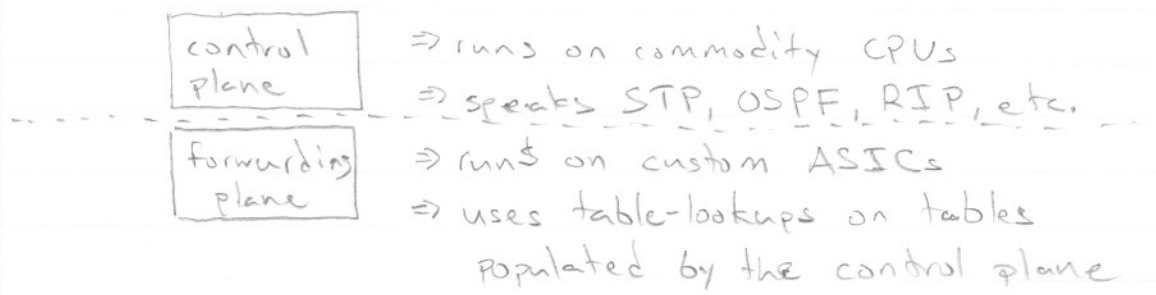 control
plane
⇒ runs on commodity CPUs
⇒ speaks STP, OSPF, RIP, etc.
forwarding
plane
⇒ runs on custom ASICs
⇒ uses table-lookups on tables
populated by the control plane